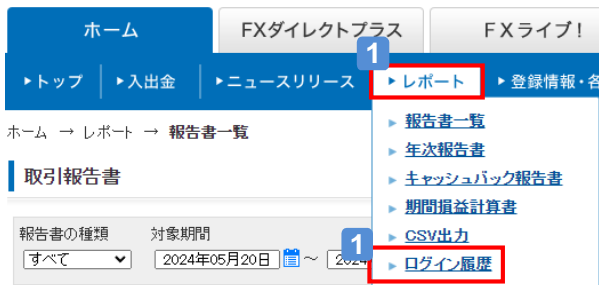 ホーム FXダイレクトプラス FXライブ!
1
トップ 入出金 ニュースリリース レポート 登録情報・各
ホーム → レポート → 報告書一覧
取引報告書
報告書一覧
年次報告書
キャッシュバック報告書
期間損益計算書
CSV出力
1
ログイン履歴
報告書の種類 対象期間
すべて 2024年05月20日 ～ 2024